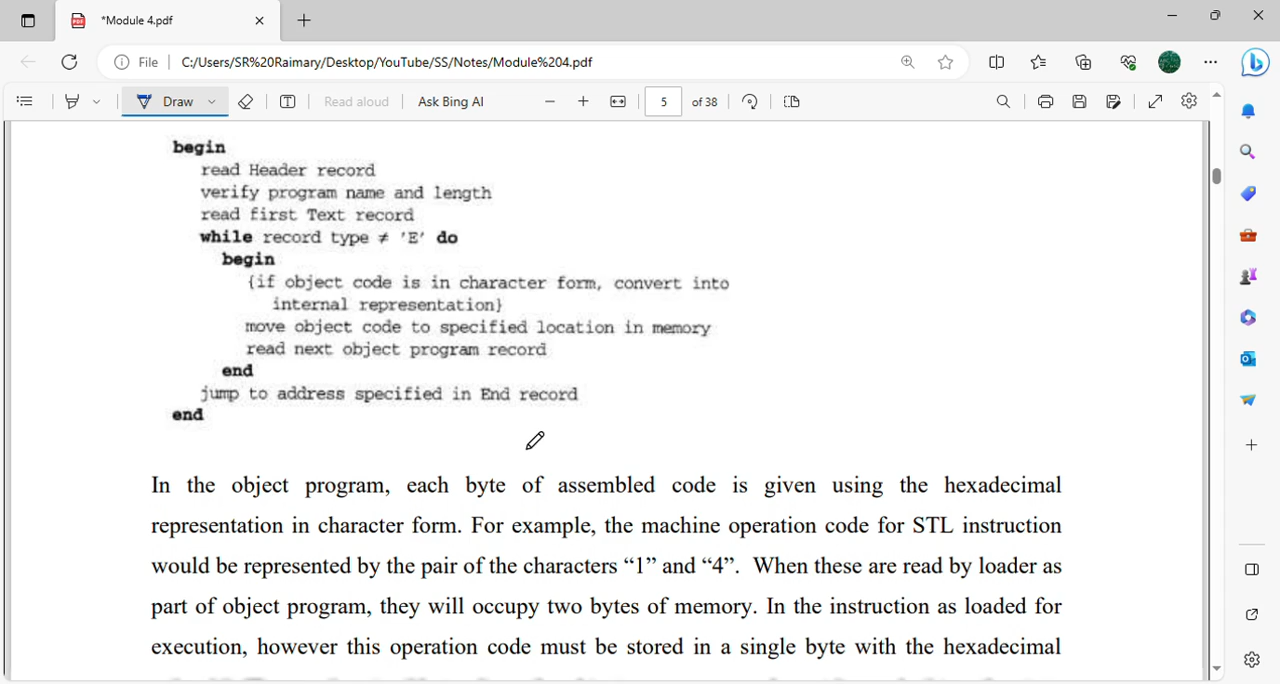 *Module 4.pdf
File
C:/Users/SR%20Raimary/Desktop/YouTube/SS/Notes/Module%204.pdf
Draw
Read aloud
Ask Bing AI
5 of 38
begin
read Header record
verify program name and length
read first Text record
while record type ≠ 'E' do
begin
{if object code is in character form, convert into
internal representation}
move object code to specified location in memory
read next object program record
end
jump to address specified in End record
end
In the object program, each byte of assembled code is given using the hexadecimal
representation in character form. For example, the machine operation code for STL instruction
would be represented by the pair of the characters “1” and “4”. When these are read by loader as
part of object program, they will occupy two bytes of memory. In the instruction as loaded for
execution, however this operation code must be stored in a single byte with the hexadecimal